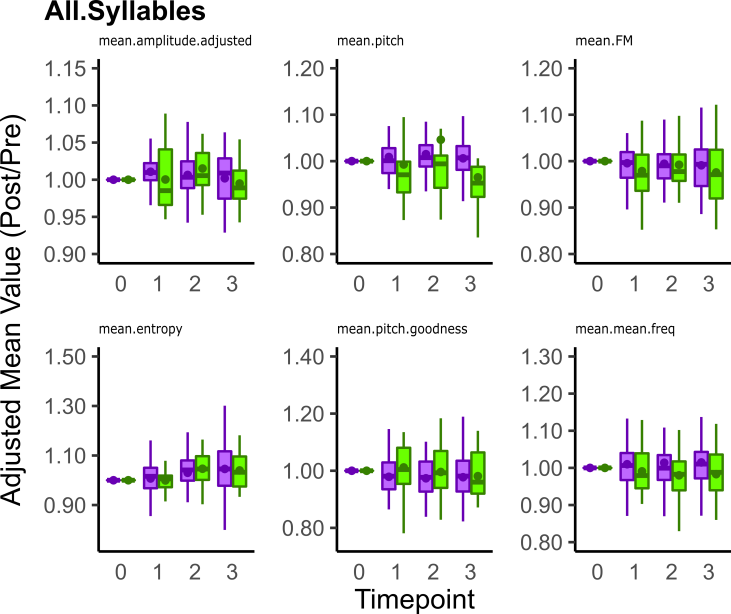 All.Syllables
Adjusted Mean Value (Post/Pre)
mean.amplitude.adjusted
1.15
1.10
1.05
1.00
0.95
0.90
0 1 2 3
mean.pitch
1.20
1.10
1.00
0.90
0.80
0 1 2 3
mean.FM
1.20
1.10
1.00
0.90
0.80
0 1 2 3
mean.entropy
1.50
1.30
1.10
0.90
0 1 2 3
mean.pitch.goodness
1.40
1.20
1.00
0.80
0 1 2 3
mean.mean.freq
1.30
1.20
1.10
1.00
0.90
0.80
0 1 2 3
Timepoint